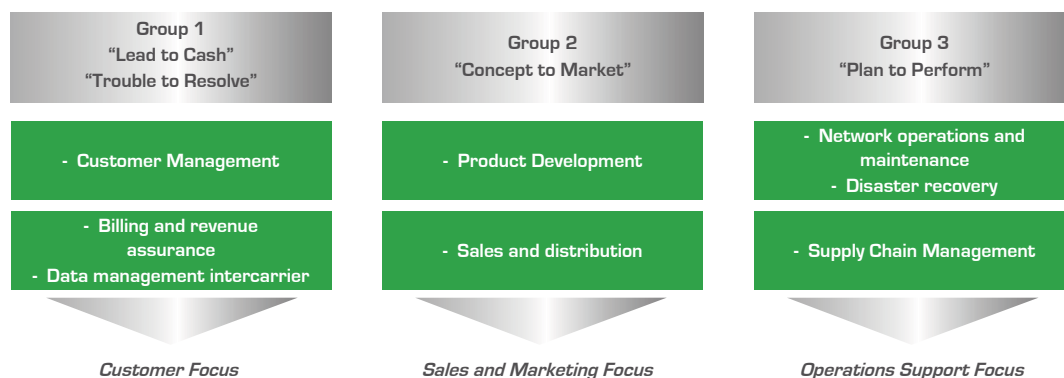 Group 1
“Lead to Cash”
“Trouble to Resolve”
- Customer Management
- Billing and revenue
assurance
- Data management intercarrier
Customer Focus
Group 2
“Concept to Market”
- Product Development
- Sales and distribution
Sales and Marketing Focus
Group 3
“Plan to Perform”
- Network operations and
maintenance
- Disaster recovery
- Supply Chain Management
Operations Support Focus